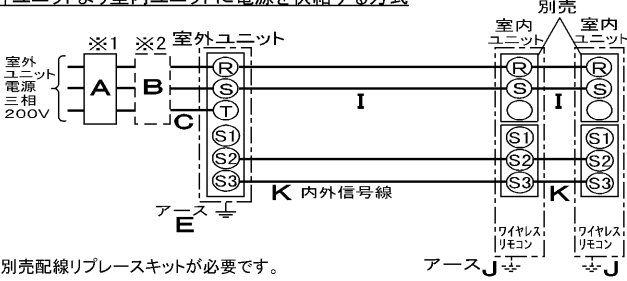 ユニットより室内ユニットに電源を供給する方式
別売
※1 ※2 室外ユニット
室内ユニット 室内ユニット
室外ユニット電源三相200V
A B C
R S T S1 S2 S3
I I
R S S1 S2 S3
R S S1 S2 S3
K 内外信号線 K
アース E
ワイヤレスリモコン ワイヤレスリモコン
アース J J
別売配線リプレースキットが必要です。